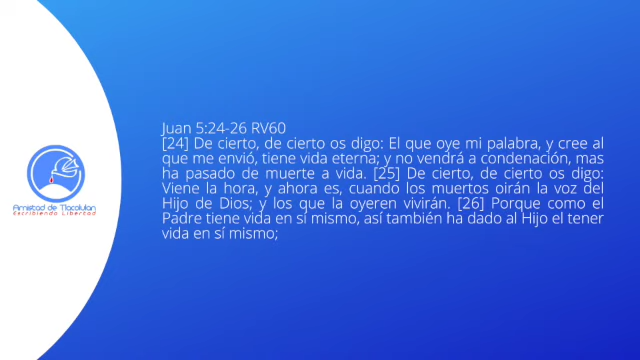 Juan 5:24-26 RV60
[24] De cierto, de cierto os digo: El que oye mi palabra, y cree al
que me envió, tiene vida eterna; y no vendrá a condenación, mas
ha pasado de muerte a vida. [25] De cierto, de cierto os digo:
Viene la hora, y ahora es, cuando los muertos oirán la voz del
Hijo de Dios; y los que la oyeren vivirán. [26] Porque como el
Padre tiene vida en sí mismo, así también ha dado al Hijo el tener
vida en sí mismo;
Amistad de Tlacolulan
Escribiendo Libertad